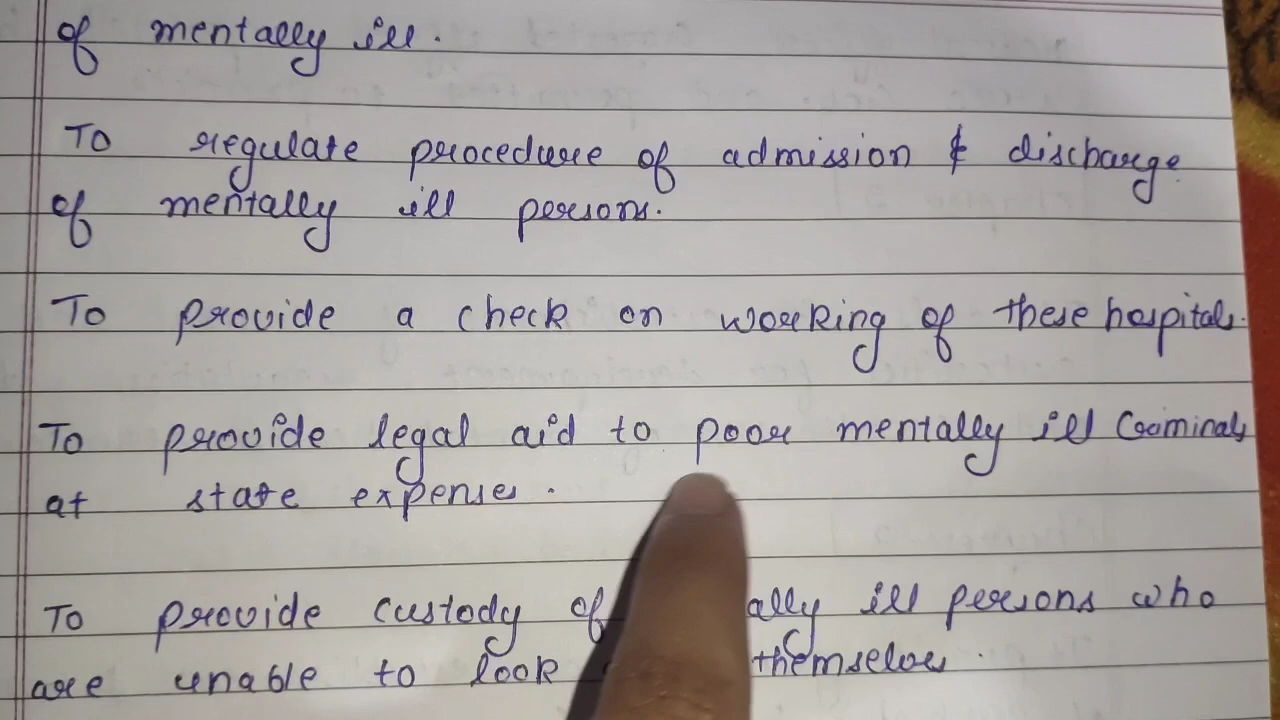 of mentally ill.
To regulate procedure of admission & discharge
of mentally ill persons.
To provide a check on working of these hospitals.
To provide legal aid to poor mentally ill Criminals
at state expenses.
To provide custody of ally ill persons who
are unable to look themselves.